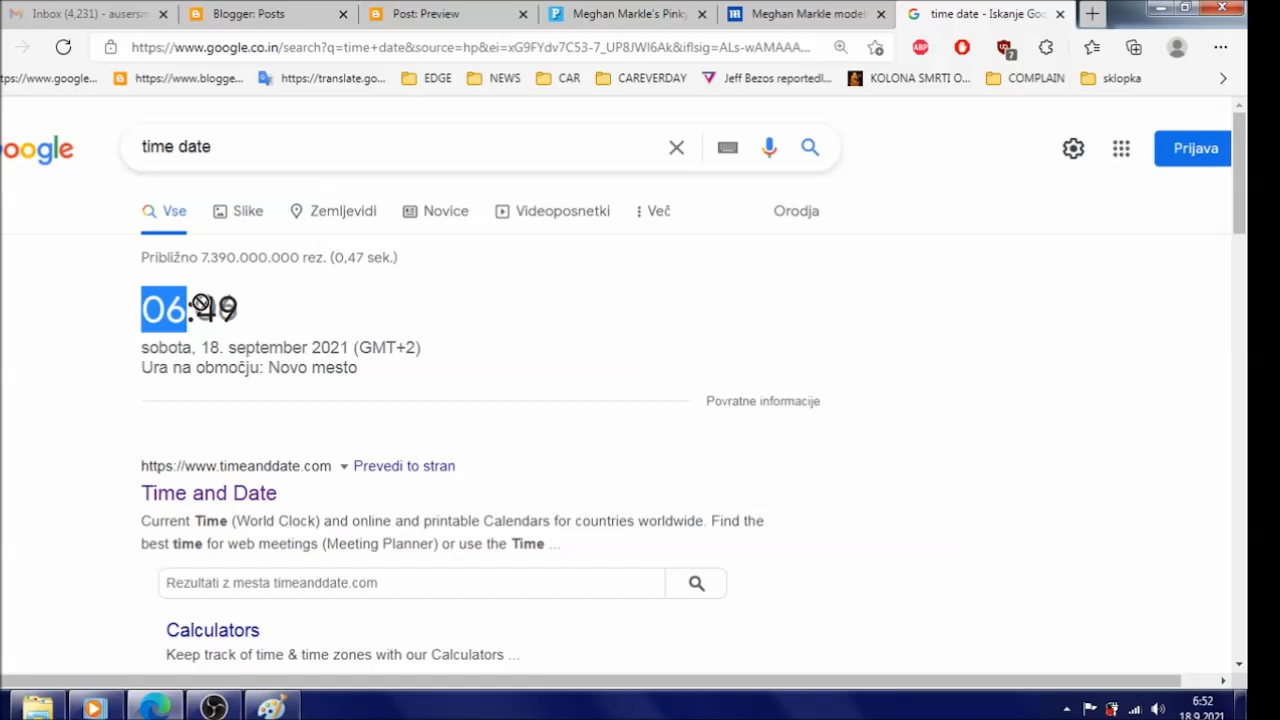 Inbox (4,231) - ausersm
Blogger: Posts
Post: Preview
Meghan Markle's Pinky
Meghan Markle model
time date - Iskanje Goo
https://www.google.co.in/search?q=time+date&source=hp&ei=xG9FYdv7C53-7_UP8JWI6Ak&iflsig=ALs-wAMAAA...
ABP
7
ps://www.google...
https://www.blogge...
https://translate.go...
EDGE
NEWS
CAR
CAREVERDAY
Jeff Bezos reportedl...
KOLONA SMRTI O...
COMPLAIN
sklopka
oogle
time date
Prijava
Vse
Slike
Zemljevidi
Novice
Videoposnetki
Več
Orodja
Približno 7.390.000.000 rez. (0,47 sek.)
06:49
sobota, 18. september 2021 (GMT+2)
Ura na območju: Novo mesto
Povratne informacije
https://www.timeanddate.com
Prevedi to stran
Time and Date
Current Time (World Clock) and online and printable Calendars for countries worldwide. Find the
best time for web meetings (Meeting Planner) or use the Time ...
Rezultati z mesta timeanddate.com
Calculators
Keep track of time & time zones with our Calculators ...
6:52
18.9.2021